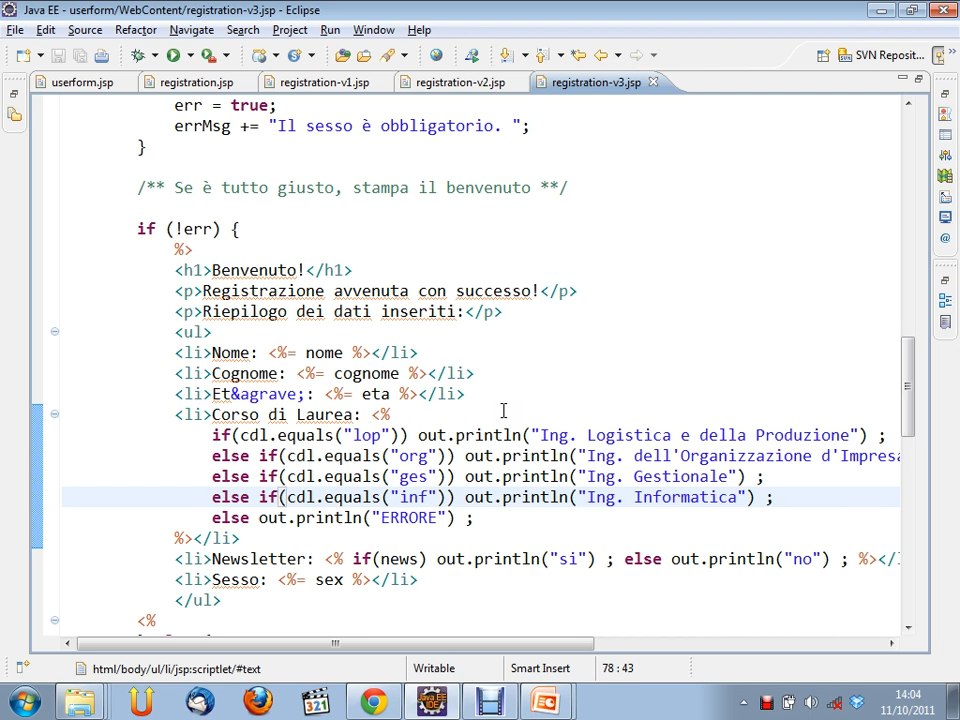 Java EE - userform/WebContent/registration-v3.jsp - Eclipse
File Edit Source Refactor Navigate Search Project Run Window Help
SVN Reposit... »
userform.jsp registration.jsp registration-v1.jsp registration-v2.jsp registration-v3.jsp
err = true;
errMsg += "Il sesso è obbligatorio. ";
}
/** Se è tutto giusto, stampa il benvenuto **/
if (!err) {
%>
<h1>Benvenuto!</h1>
<p>Registrazione avvenuta con successo!</p>
<p>Riepilogo dei dati inseriti:</p>
<ul>
<li>Nome: <%= nome %></li>
<li>Cognome: <%= cognome %></li>
<li>Et&agrave;: <%= eta %></li>
<li>Corso di Laurea: <%
if(cdl.equals("lop")) out.println("Ing. Logistica e della Produzione") ;
else if(cdl.equals("org")) out.println("Ing. dell'Organizzazione d'Impresa
else if(cdl.equals("ges")) out.println("Ing. Gestionale") ;
else if(cdl.equals("inf")) out.println("Ing. Informatica") ;
else out.println("ERRORE") ;
%></li>
<li>Newsletter: <% if(news) out.println("si") ; else out.println("no") ; %></
<li>Sesso: <%= sex %></li>
</ul>
<%
html/body/ul/li/jsp:scriptlet/#text Writable Smart Insert 78 : 43
321 Java EE IDE 14:04
11/10/2011